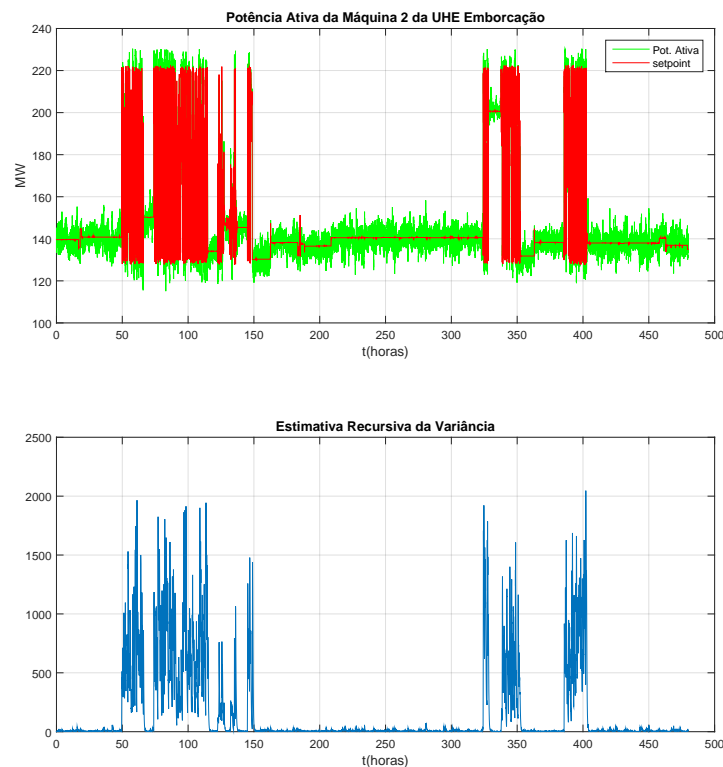 Potência Ativa da Máquina 2 da UHE Emborcação
240
220
200
180
160
140
120
100
MW
Pot. Ativa
setpoint
0 50 100 150 200 250 300 350 400 450 500
t(horas)
Estimativa Recursiva da Variância
2500
2000
1500
1000
500
0
0 50 100 150 200 250 300 350 400 450 500
t(horas)